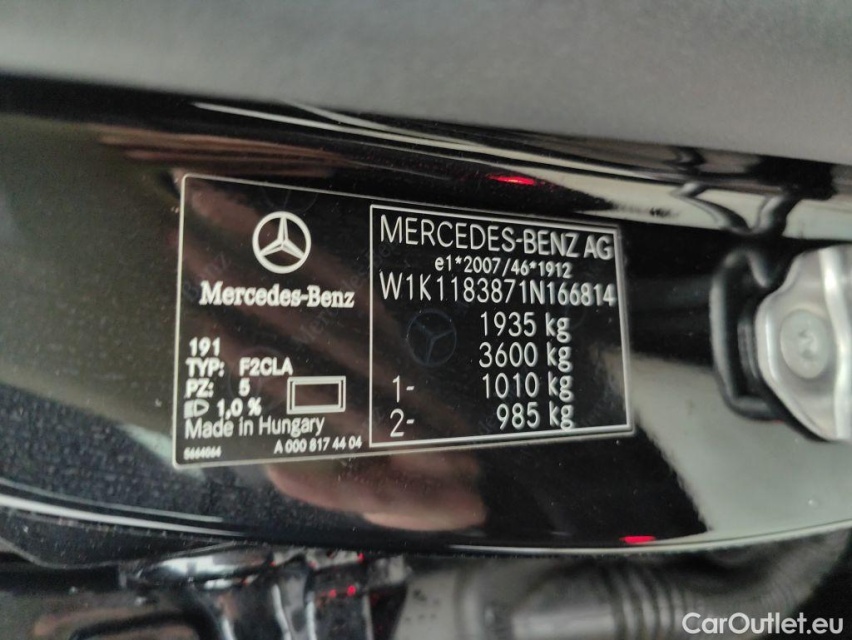 Mercedes-Benz
191
TYP: F2CLA
PZ: 5
1,0 %
Made in Hungary
A 000 817 44 04
MERCEDES-BENZ AG
e1*2007/46*1912
W1K1183871N166814
1935 kg
3600 kg
1- 1010 kg
2- 985 kg
CarOutlet.eu